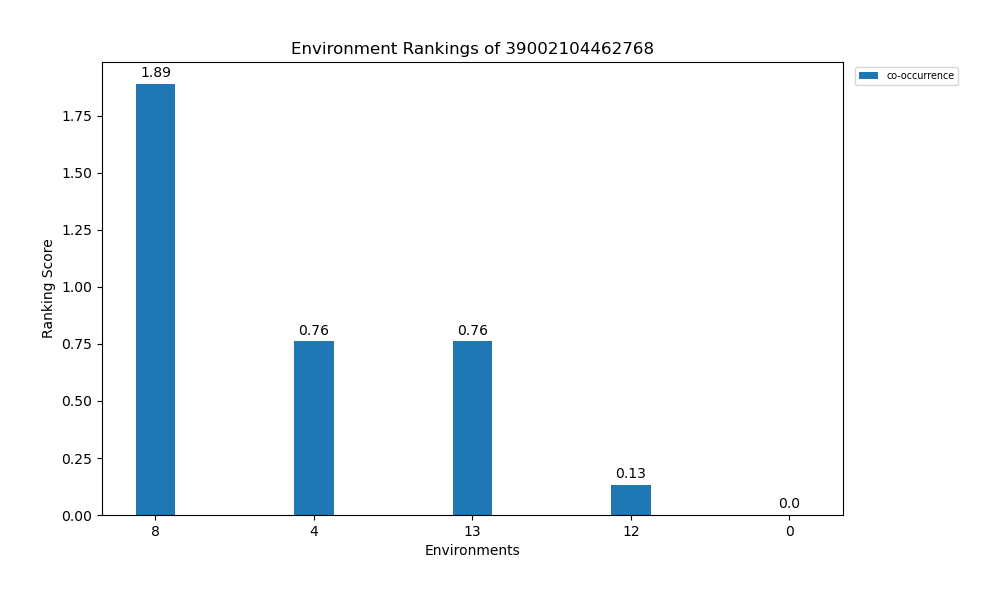 Environment Rankings of 39002104462768
co-occurrence
Ranking Score
1.75
1.50
1.25
1.00
0.75
0.50
0.25
0.00
1.89
0.76
0.76
0.13
0.0
8 4 13 12 0
Environments